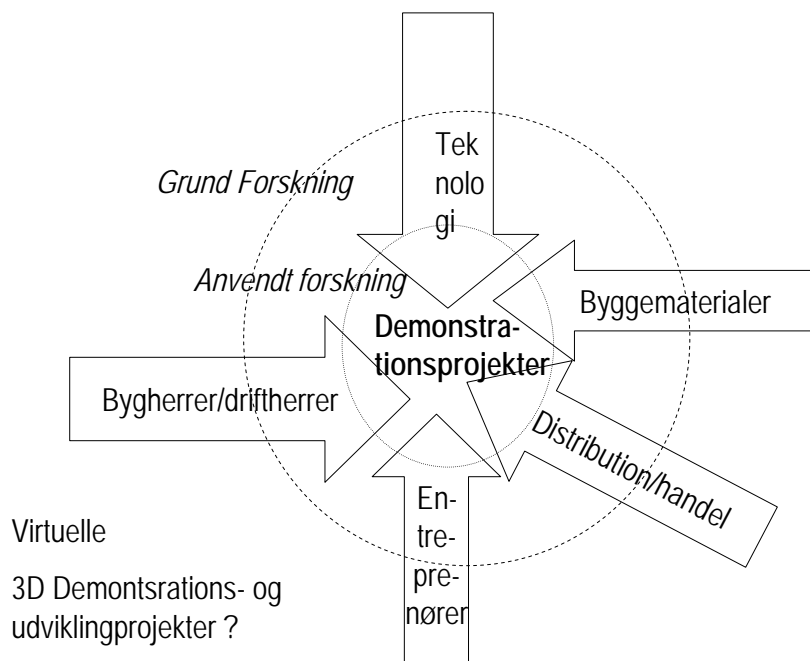 Tek
nolo
gi
Grund Forskning
Anvendt forskning
Byggematerialer
Demonstra-
tionsprojekter
Bygherrer/driftherrer
Distribution/handel
En-
tre-
pre-
nører
Virtuelle
3D Demontsrations- og
udviklingprojekter ?